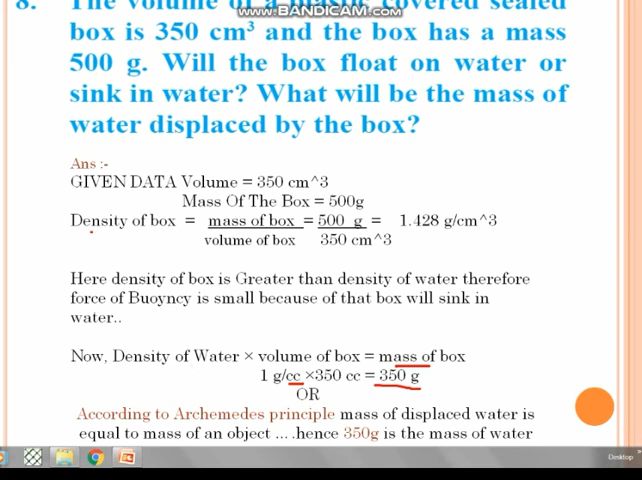 www.BANDICAM.com
8. The volume of a plastic covered sealed
box is 350 cm³ and the box has a mass
500 g. Will the box float on water or
sink in water? What will be the mass of
water displaced by the box?
Ans :-
GIVEN DATA Volume = 350 cm^3
Mass Of The Box = 500g
Density of box = mass of box = 500 g = 1.428 g/cm^3
volume of box 350 cm^3
Here density of box is Greater than density of water therefore
force of Buoyncy is small because of that box will sink in
water..
Now, Density of Water × volume of box = mass of box
1 g/cc ×350 cc = 350 g
OR
According to Archemedes principle mass of displaced water is
equal to mass of an object ... .hence 350g is the mass of water
Desktop